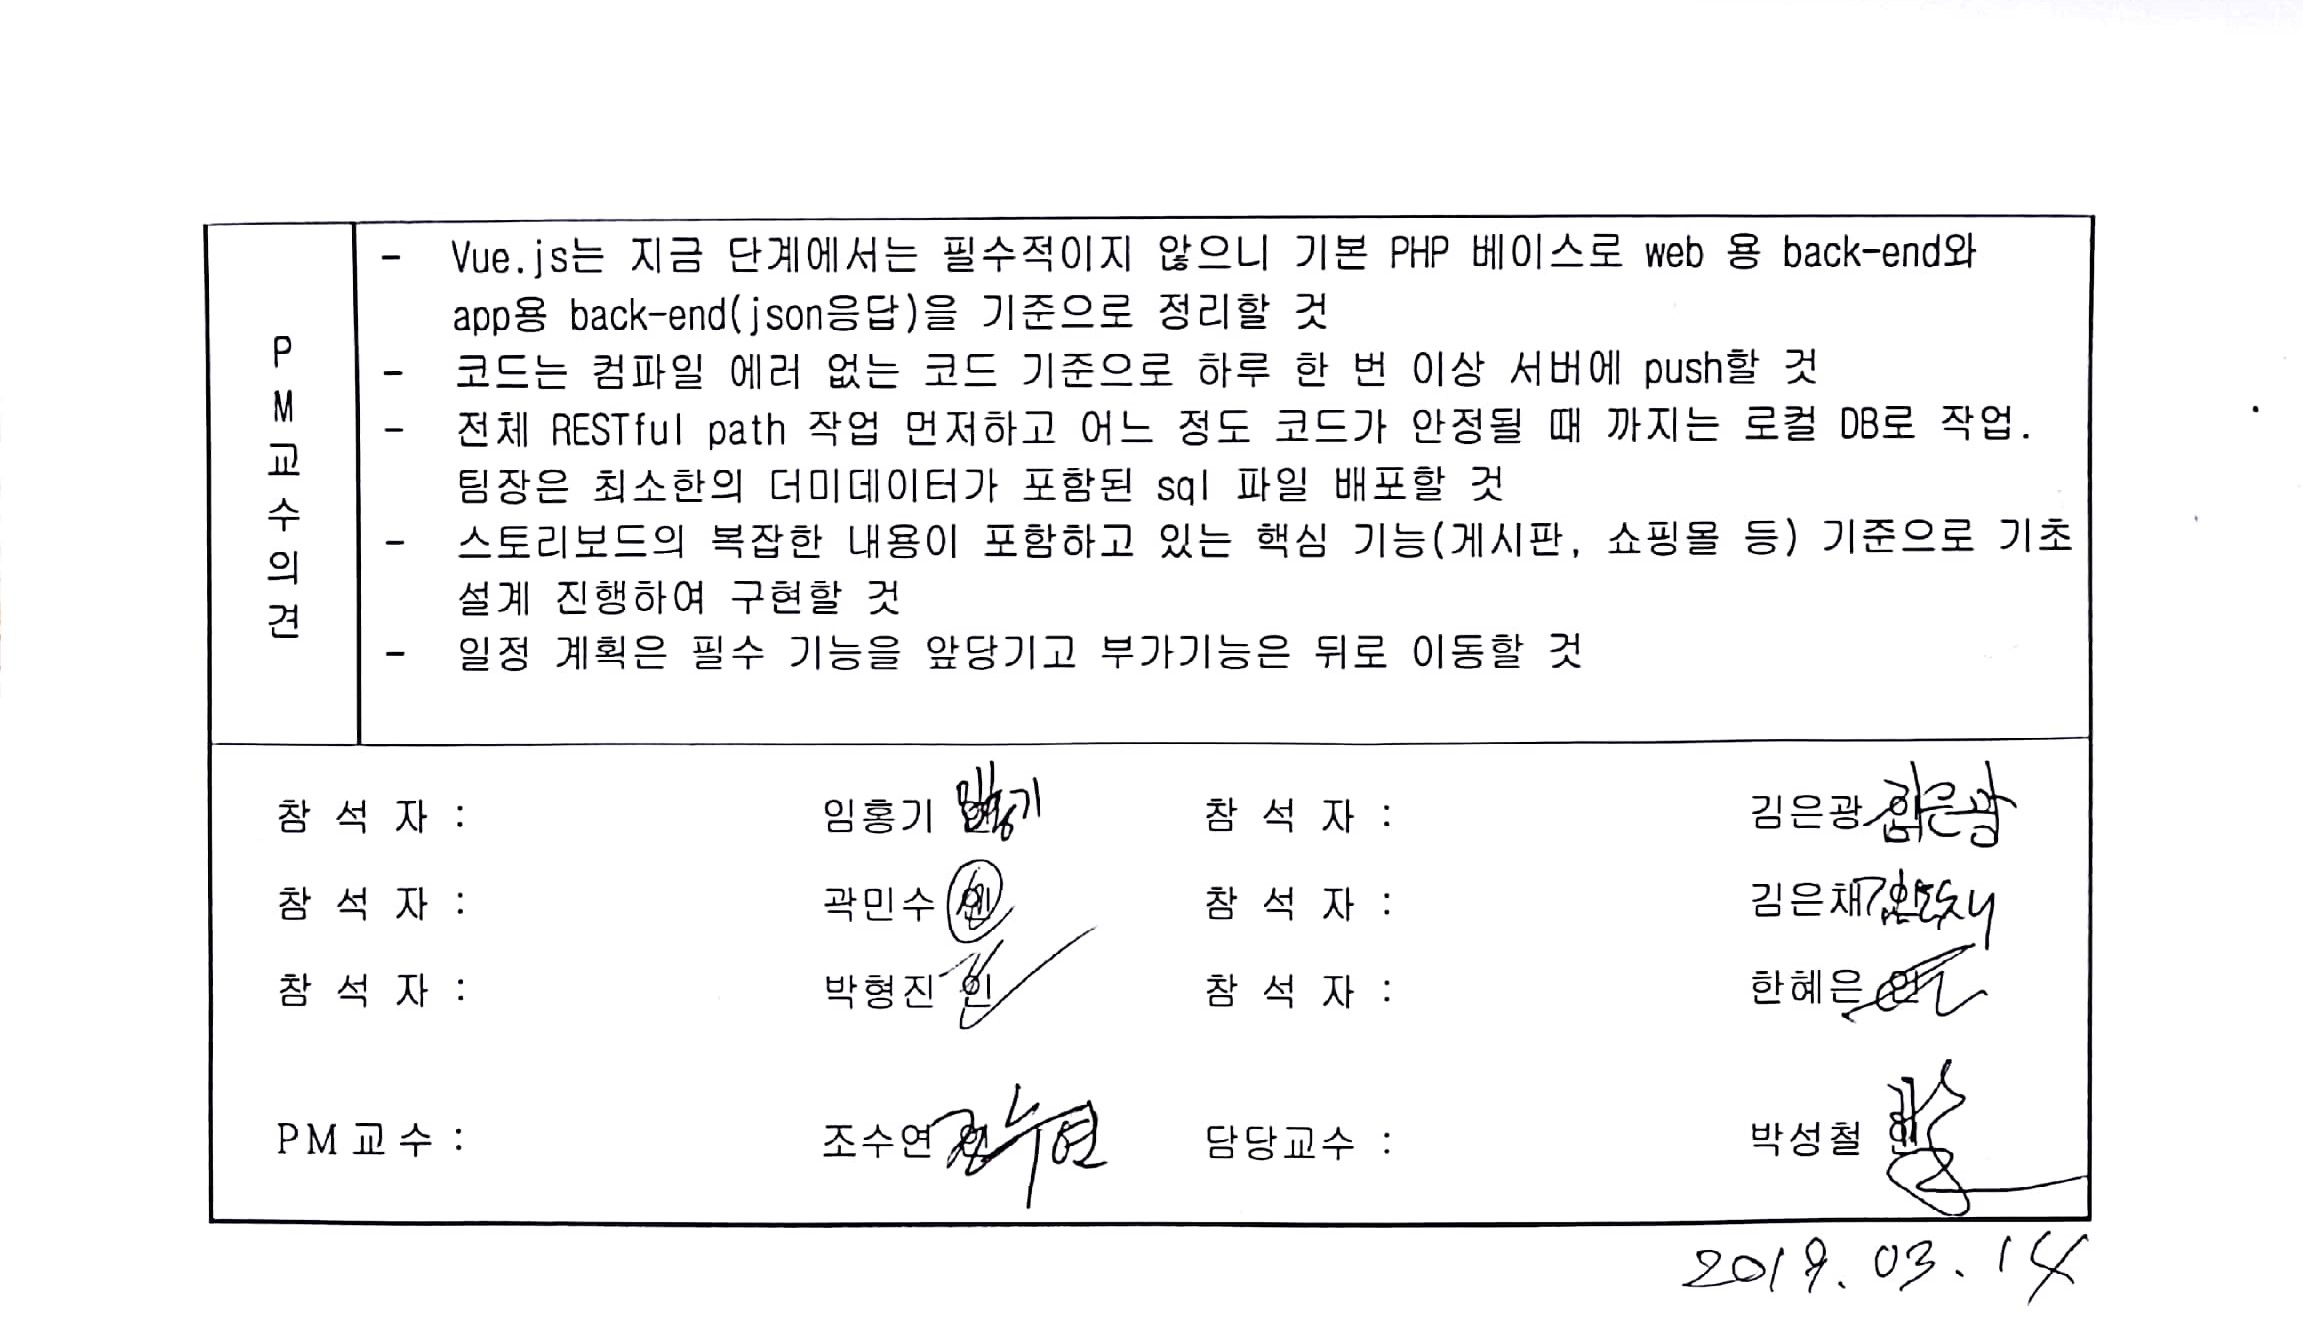 PM교수의견
- Vue.js는 지금 단계에서는 필수적이지 않으니 기본 PHP 베이스로 web 용 back-end와
app용 back-end(json응답)을 기준으로 정리할 것
- 코드는 컴파일 에러 없는 코드 기준으로 하루 한 번 이상 서버에 push할 것
- 전체 RESTful path 작업 먼저하고 어느 정도 코드가 안정될 때 까지는 로컬 DB로 작업.
팀장은 최소한의 더미데이터가 포함된 sql 파일 배포할 것
- 스토리보드의 복잡한 내용이 포함하고 있는 핵심 기능(게시판, 쇼핑몰 등) 기준으로 기초
설계 진행하여 구현할 것
- 일정 계획은 필수 기능을 앞당기고 부가기능은 뒤로 이동할 것
참 석 자 : 임홍기 인 참 석 자 : 김은광 인 김은광
참 석 자 : 곽민수 인 참 석 자 : 김은채 인
참 석 자 : 박형진 인 참 석 자 : 한혜은 인
PM교수 : 조수연 인 조수연 담당교수 : 박성철 인
2019. 03. 14